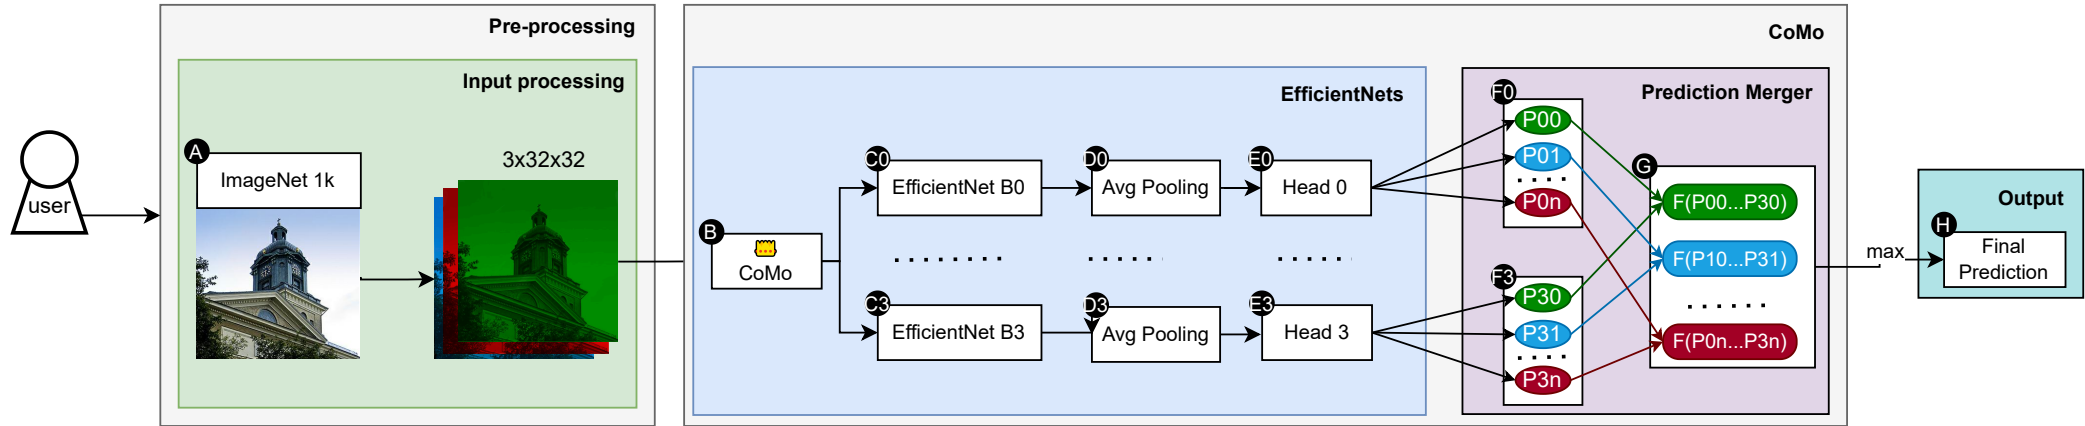 Pre-processing
CoMo
Input processing
EfficientNets
Prediction Merger
user
A
ImageNet 1k
3x32x32
B
CoMo
C0
EfficientNet B0
D0
Avg Pooling
E0
Head 0
. . . . . . . . .
. . . . . .
. . . . . .
C3
EfficientNet B3
D3
Avg Pooling
E3
Head 3
F0
P00
P01
. . . .
P0n
F3
P30
P31
. . . . .
P3n
G
F(P00...P30)
F(P10...P31)
. . . . . .
F(P0n...P3n)
max
Output
H
Final
Prediction